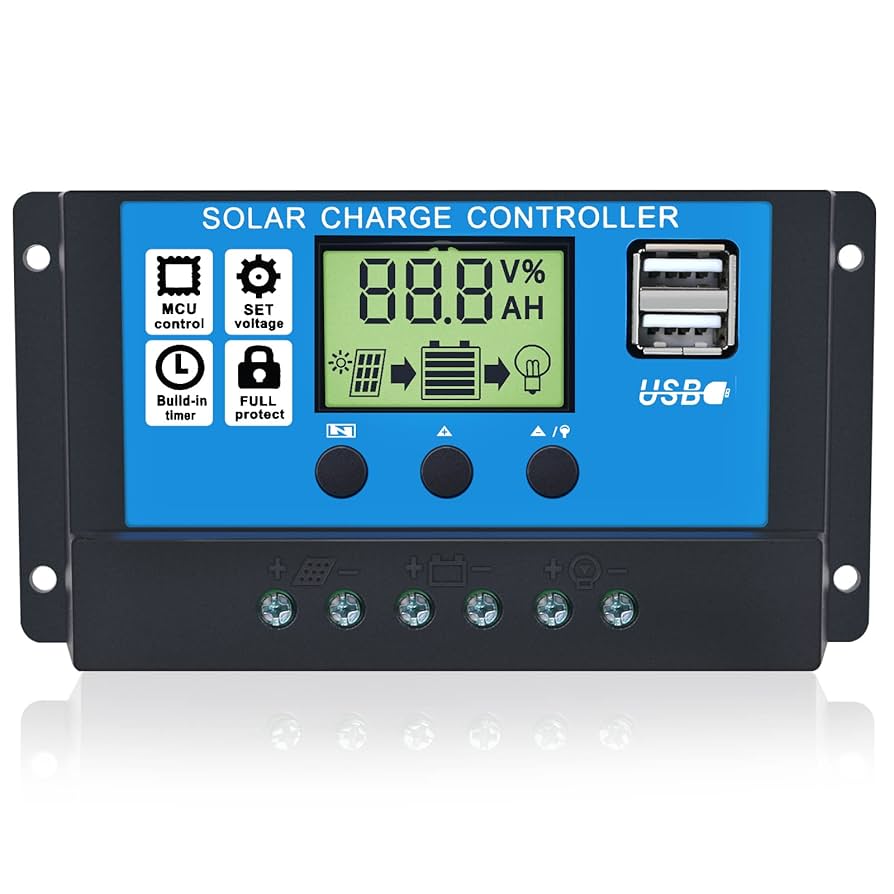 SOLAR CHARGE CONTROLLER
MCU
control
SET
voltage
88.8 V%
AH
Build-in
timer
FULL
protect
USB
+ − + − + −